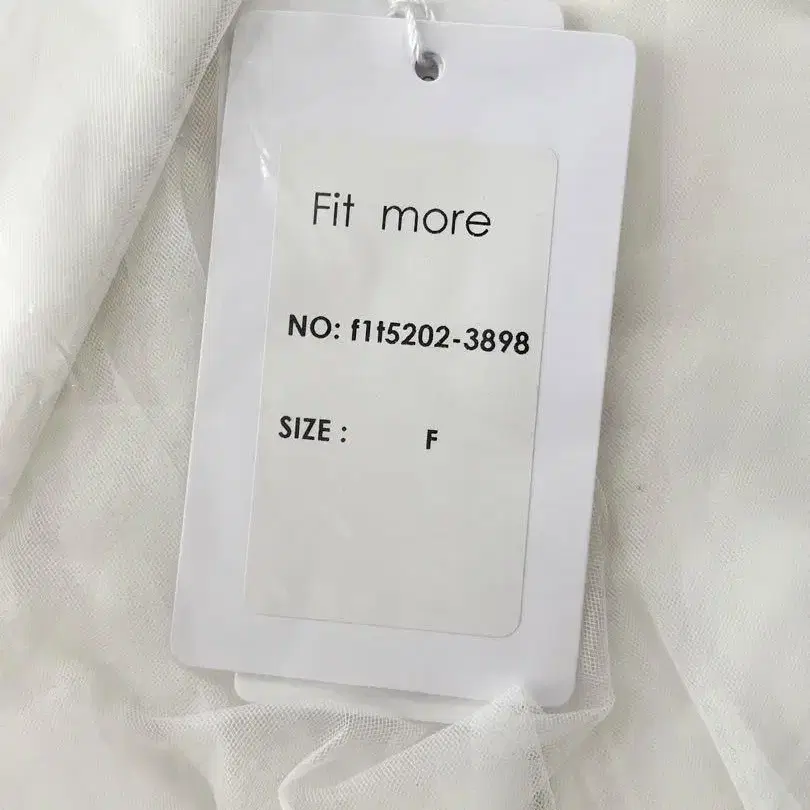 Fit more
NO: f1t5202-3898
SIZE : F